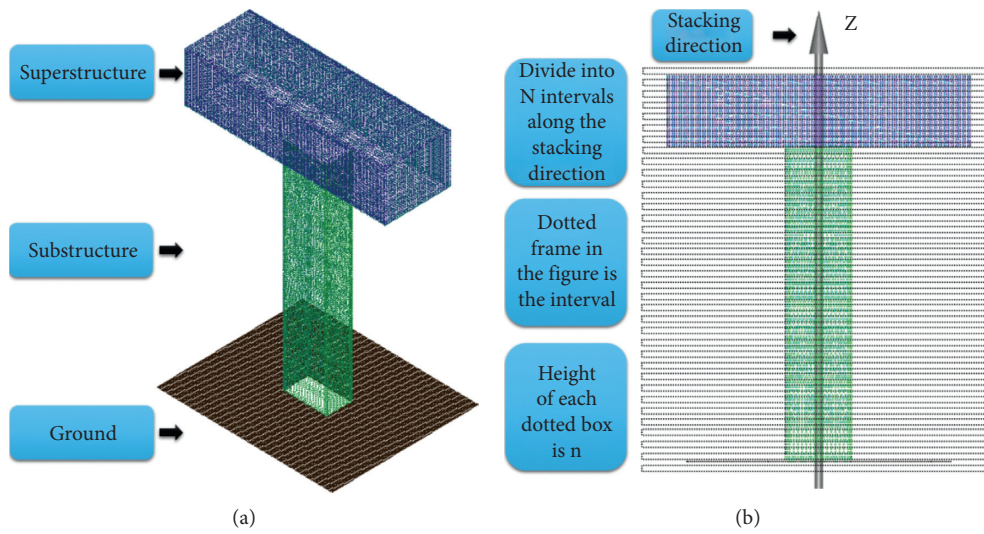 Superstructure
Substructure
Ground
(a)
Stacking
direction
Z
Divide into
N intervals
along the
stacking
direction
Dotted
frame in
the figure is
the interval
Height
of each
dotted box
is n
(b)